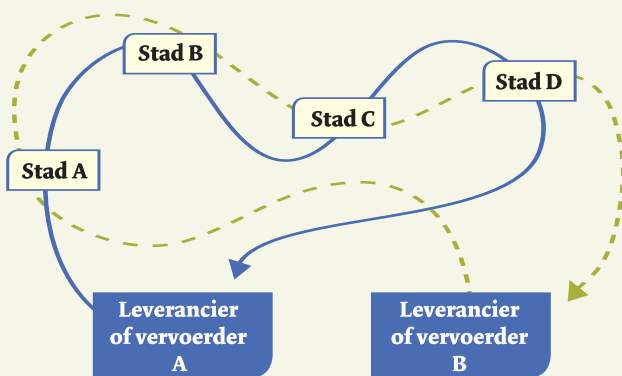 Stad B
Stad D
Stad C
Stad A
Leverancier
of vervoerder
A
Leverancier
of vervoerder
B